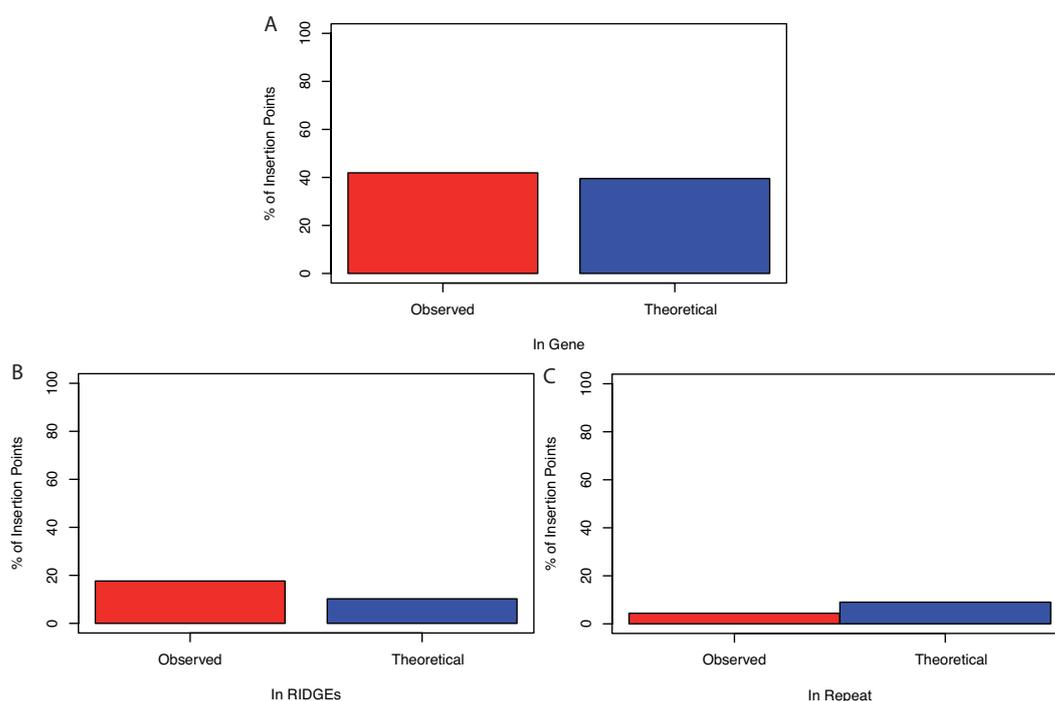 A
% of Insertion Points
100
80
60
40
20
0
Observed Theoretical
In Gene
B
% of Insertion Points
100
80
60
40
20
0
Observed Theoretical
In RIDGEs
C
% of Insertion Points
100
80
60
40
20
0
Observed Theoretical
In Repeat